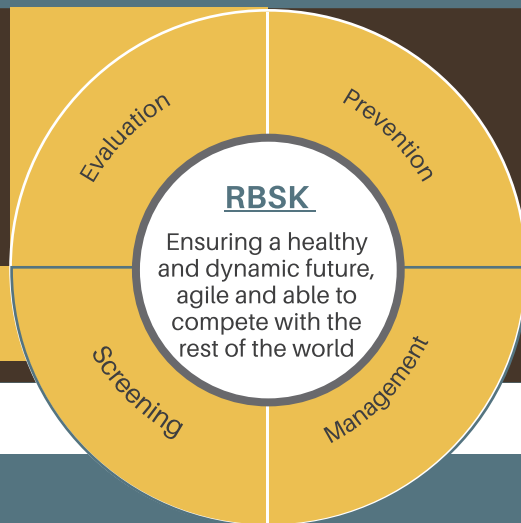 Evaluation
Prevention
RBSK
Ensuring a healthy
and dynamic future,
agile and able to
compete with the
rest of the world
Screening
Management